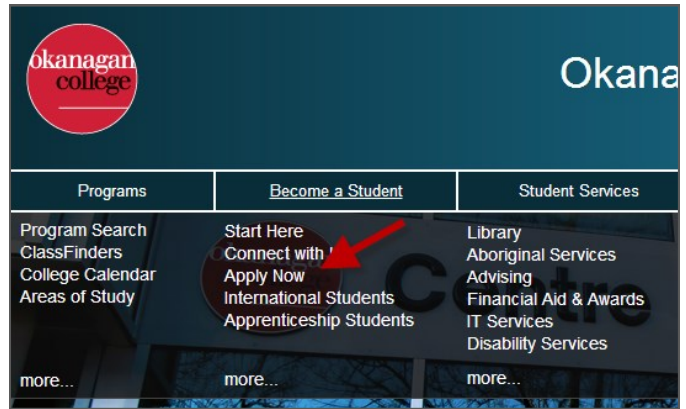 okanagan
college
Okana
Programs
Become a Student
Student Services
Program Search
ClassFinders
College Calendar
Areas of Study
more...
Start Here
Connect with
Apply Now
International Students
Apprenticeship Students
more...
Library
Aboriginal Services
Advising
Financial Aid & Awards
IT Services
Disability Services
more...
Centre